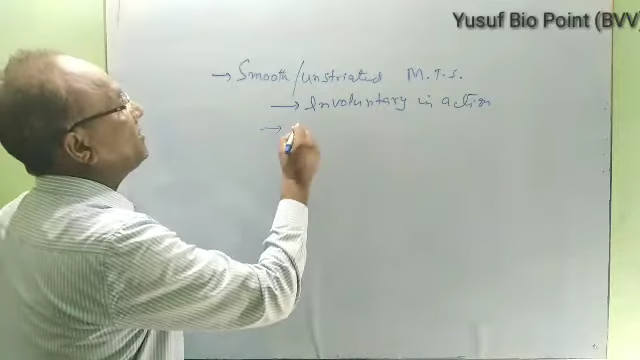 Yusuf Bio Point (BVV)
→ Smooth/unstriated M.T.S.
→ Involuntary in action
→